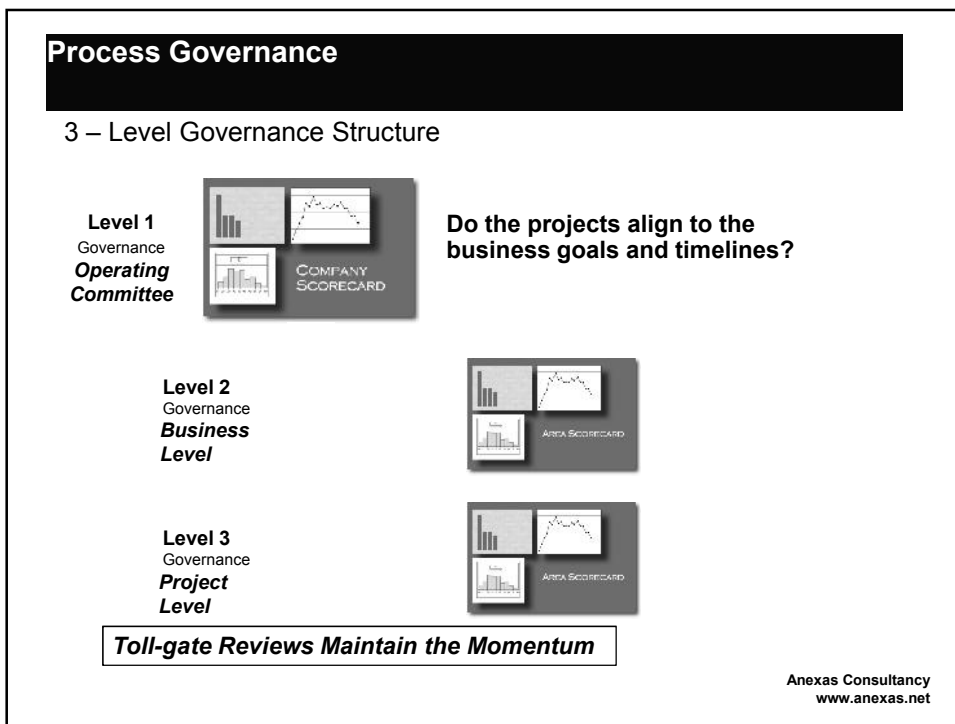 Process Governance
3 – Level Governance Structure
Level 1
Governance
Operating
Committee
COMPANY
SCORECARD
Do the projects align to the
business goals and timelines?
Level 2
Governance
Business
Level
AREA SCORECARD
Level 3
Governance
Project
Level
AREA SCORECARD
Toll-gate Reviews Maintain the Momentum
Anexas Consultancy
www.anexas.net